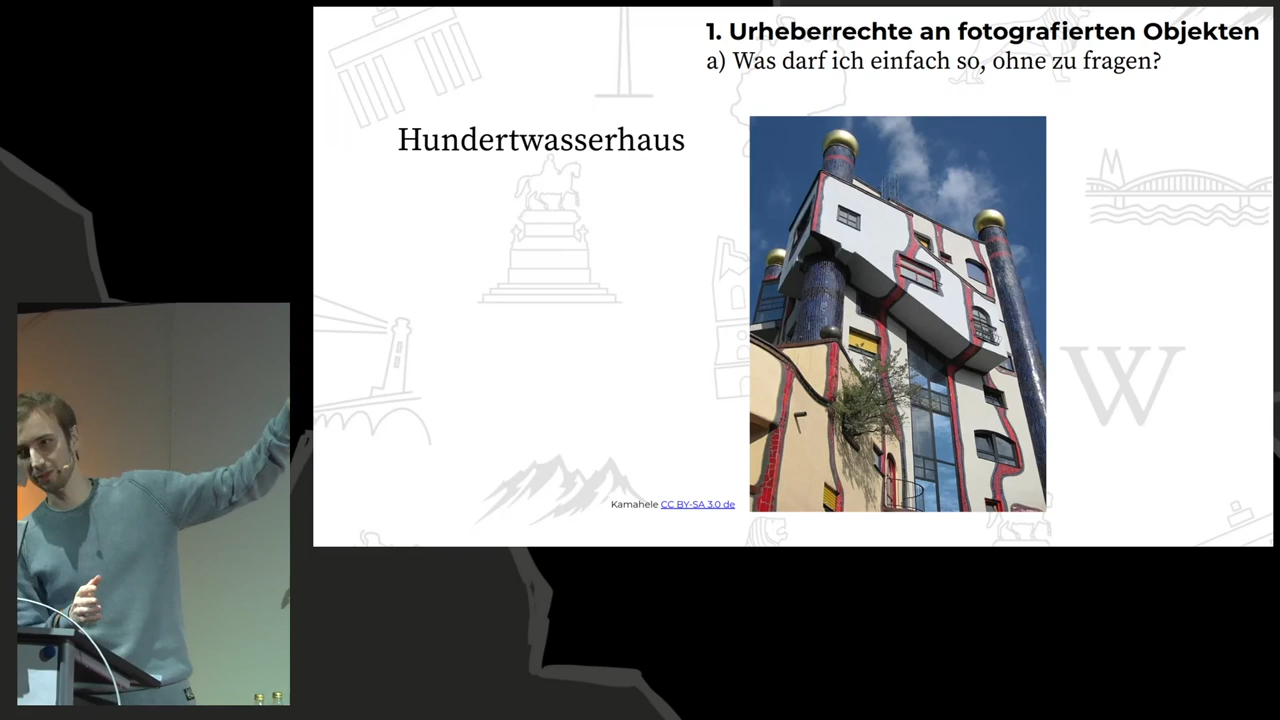 1. Urheberrechte an fotografierten Objekten
a) Was darf ich einfach so, ohne zu fragen?
Hundertwasserhaus
W
Kamahele CC BY-SA 3.0 de